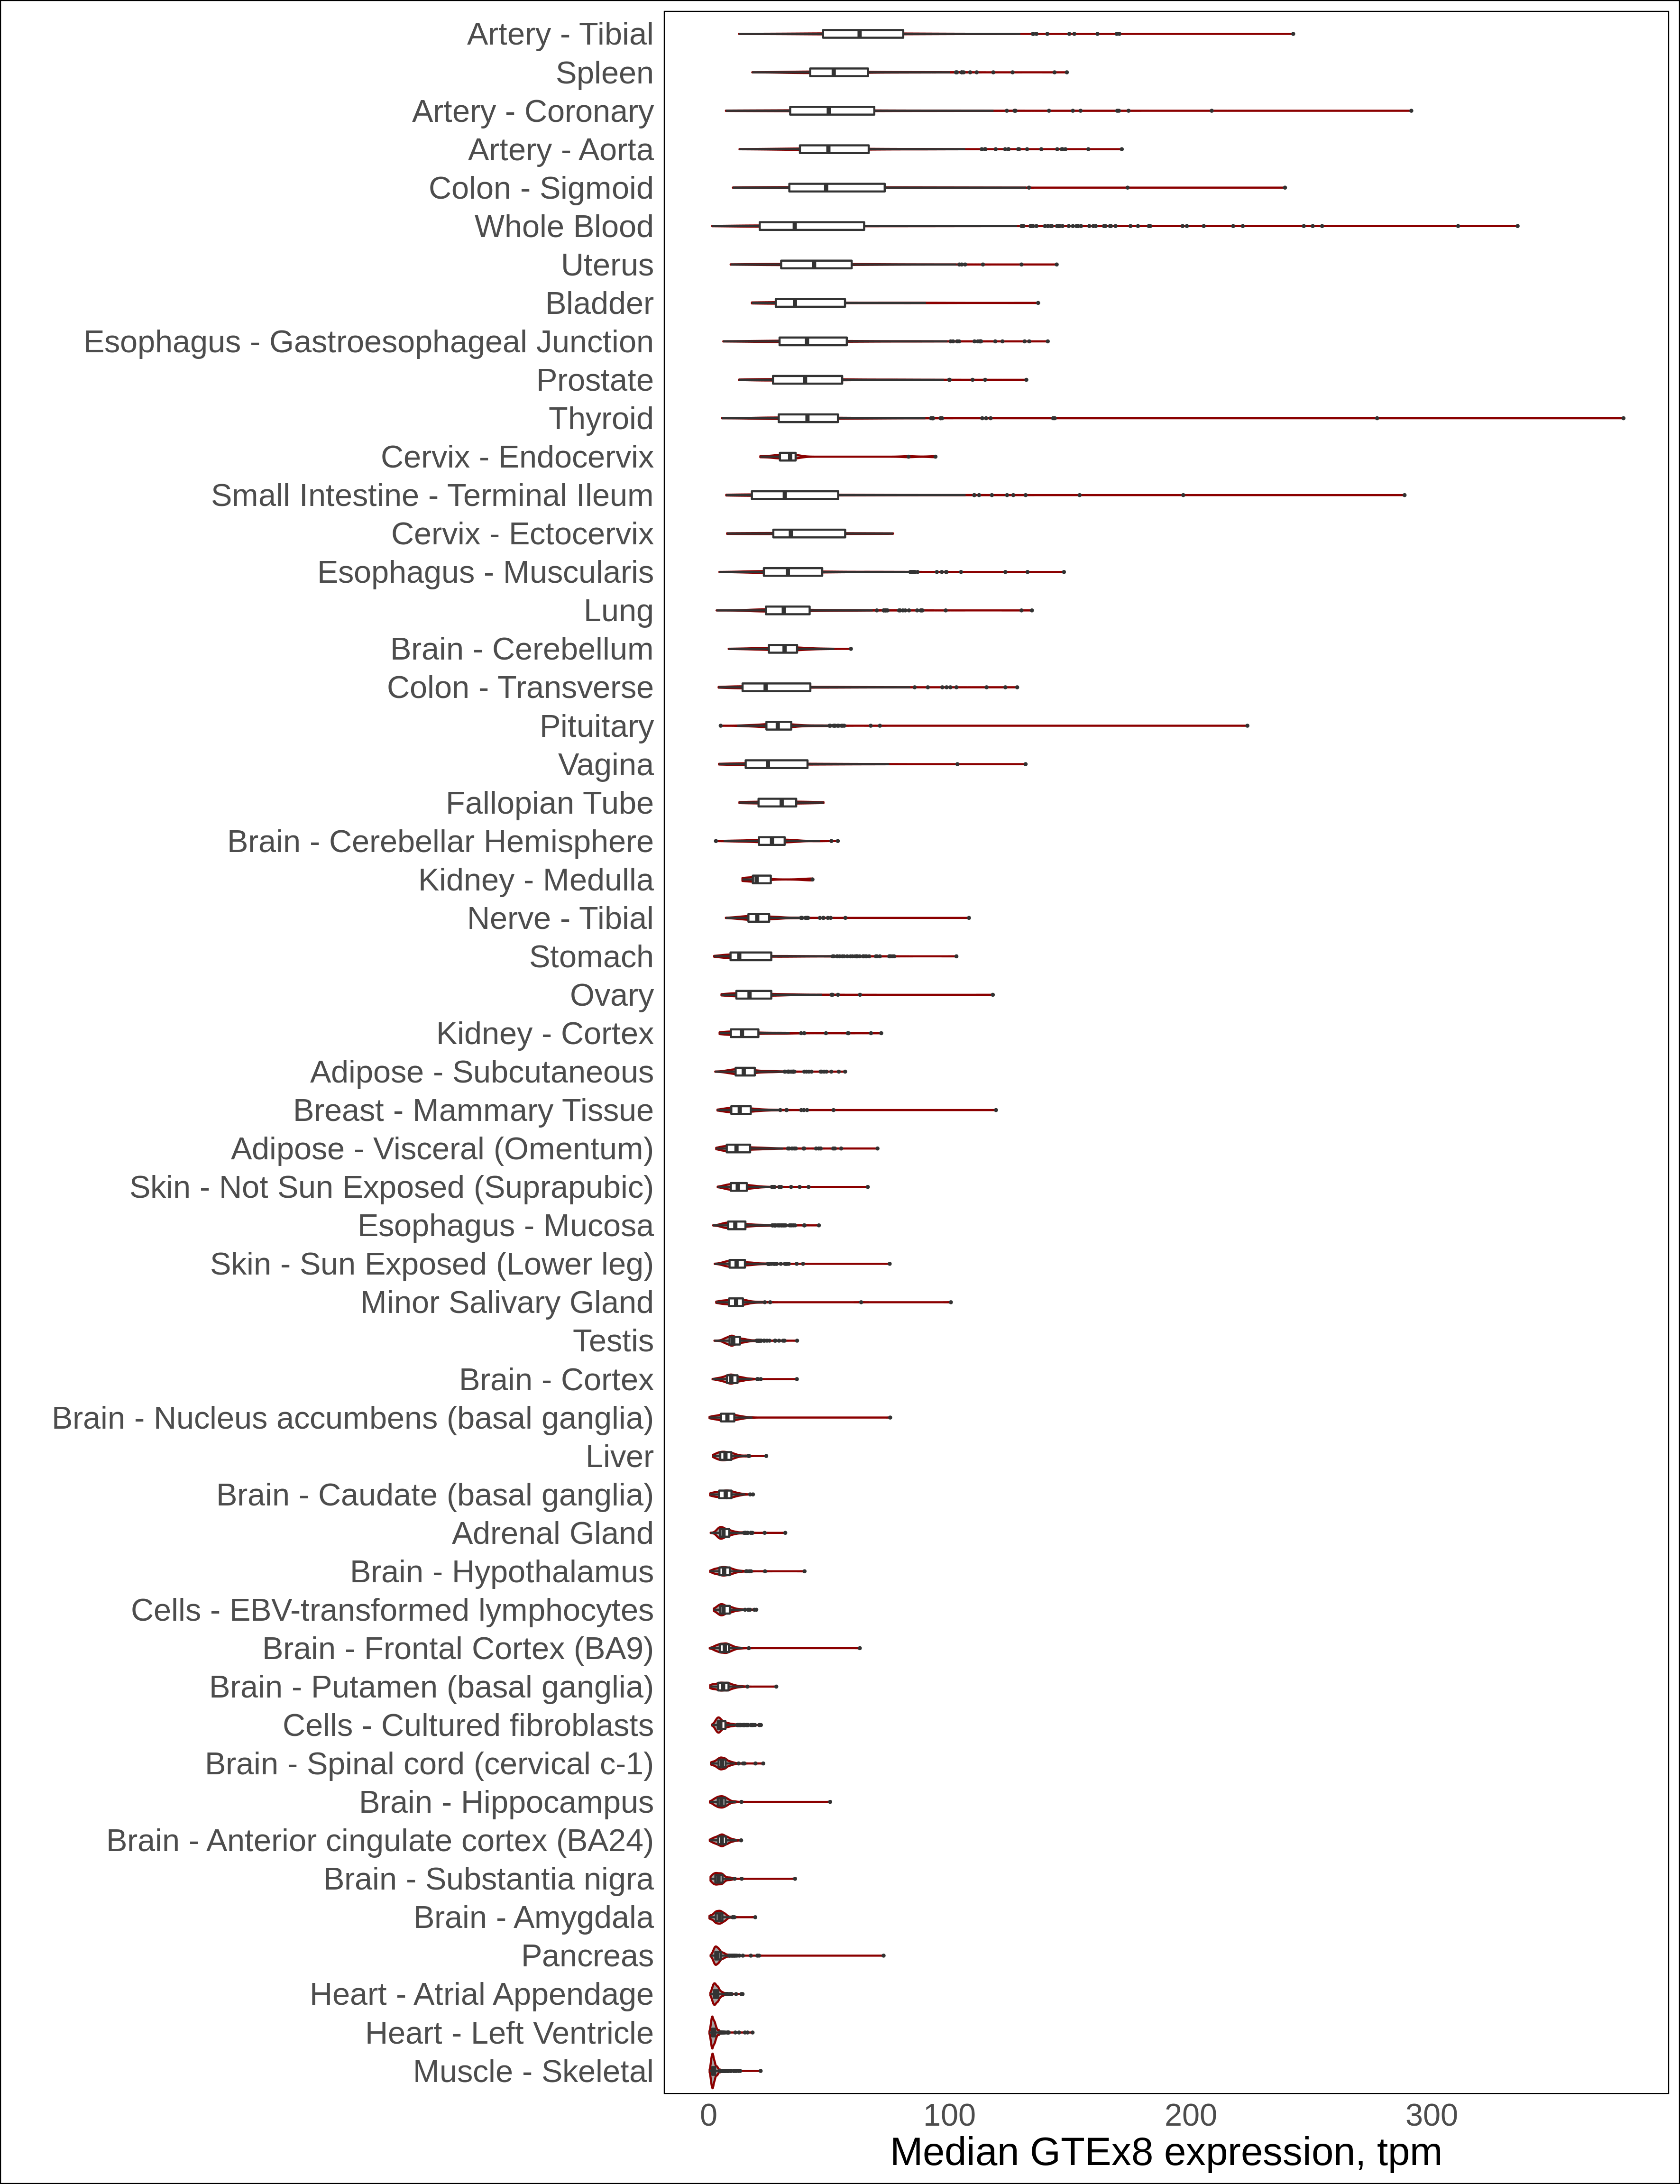 Artery - Tibial
Spleen
Artery - Coronary
Artery - Aorta
Colon - Sigmoid
Whole Blood
Uterus
Bladder
Esophagus - Gastroesophageal Junction
Prostate
Thyroid
Cervix - Endocervix
Small Intestine - Terminal Ileum
Cervix - Ectocervix
Esophagus - Muscularis
Lung
Brain - Cerebellum
Colon - Transverse
Pituitary
Vagina
Fallopian Tube
Brain - Cerebellar Hemisphere
Kidney - Medulla
Nerve - Tibial
Stomach
Ovary
Kidney - Cortex
Adipose - Subcutaneous
Breast - Mammary Tissue
Adipose - Visceral (Omentum)
Skin - Not Sun Exposed (Suprapubic)
Esophagus - Mucosa
Skin - Sun Exposed (Lower leg)
Minor Salivary Gland
Testis
Brain - Cortex
Brain - Nucleus accumbens (basal ganglia)
Liver
Brain - Caudate (basal ganglia)
Adrenal Gland
Brain - Hypothalamus
Cells - EBV-transformed lymphocytes
Brain - Frontal Cortex (BA9)
Brain - Putamen (basal ganglia)
Cells - Cultured fibroblasts
Brain - Spinal cord (cervical c-1)
Brain - Hippocampus
Brain - Anterior cingulate cortex (BA24)
Brain - Substantia nigra
Brain - Amygdala
Pancreas
Heart - Atrial Appendage
Heart - Left Ventricle
Muscle - Skeletal
0 100 200 300
Median GTEx8 expression, tpm